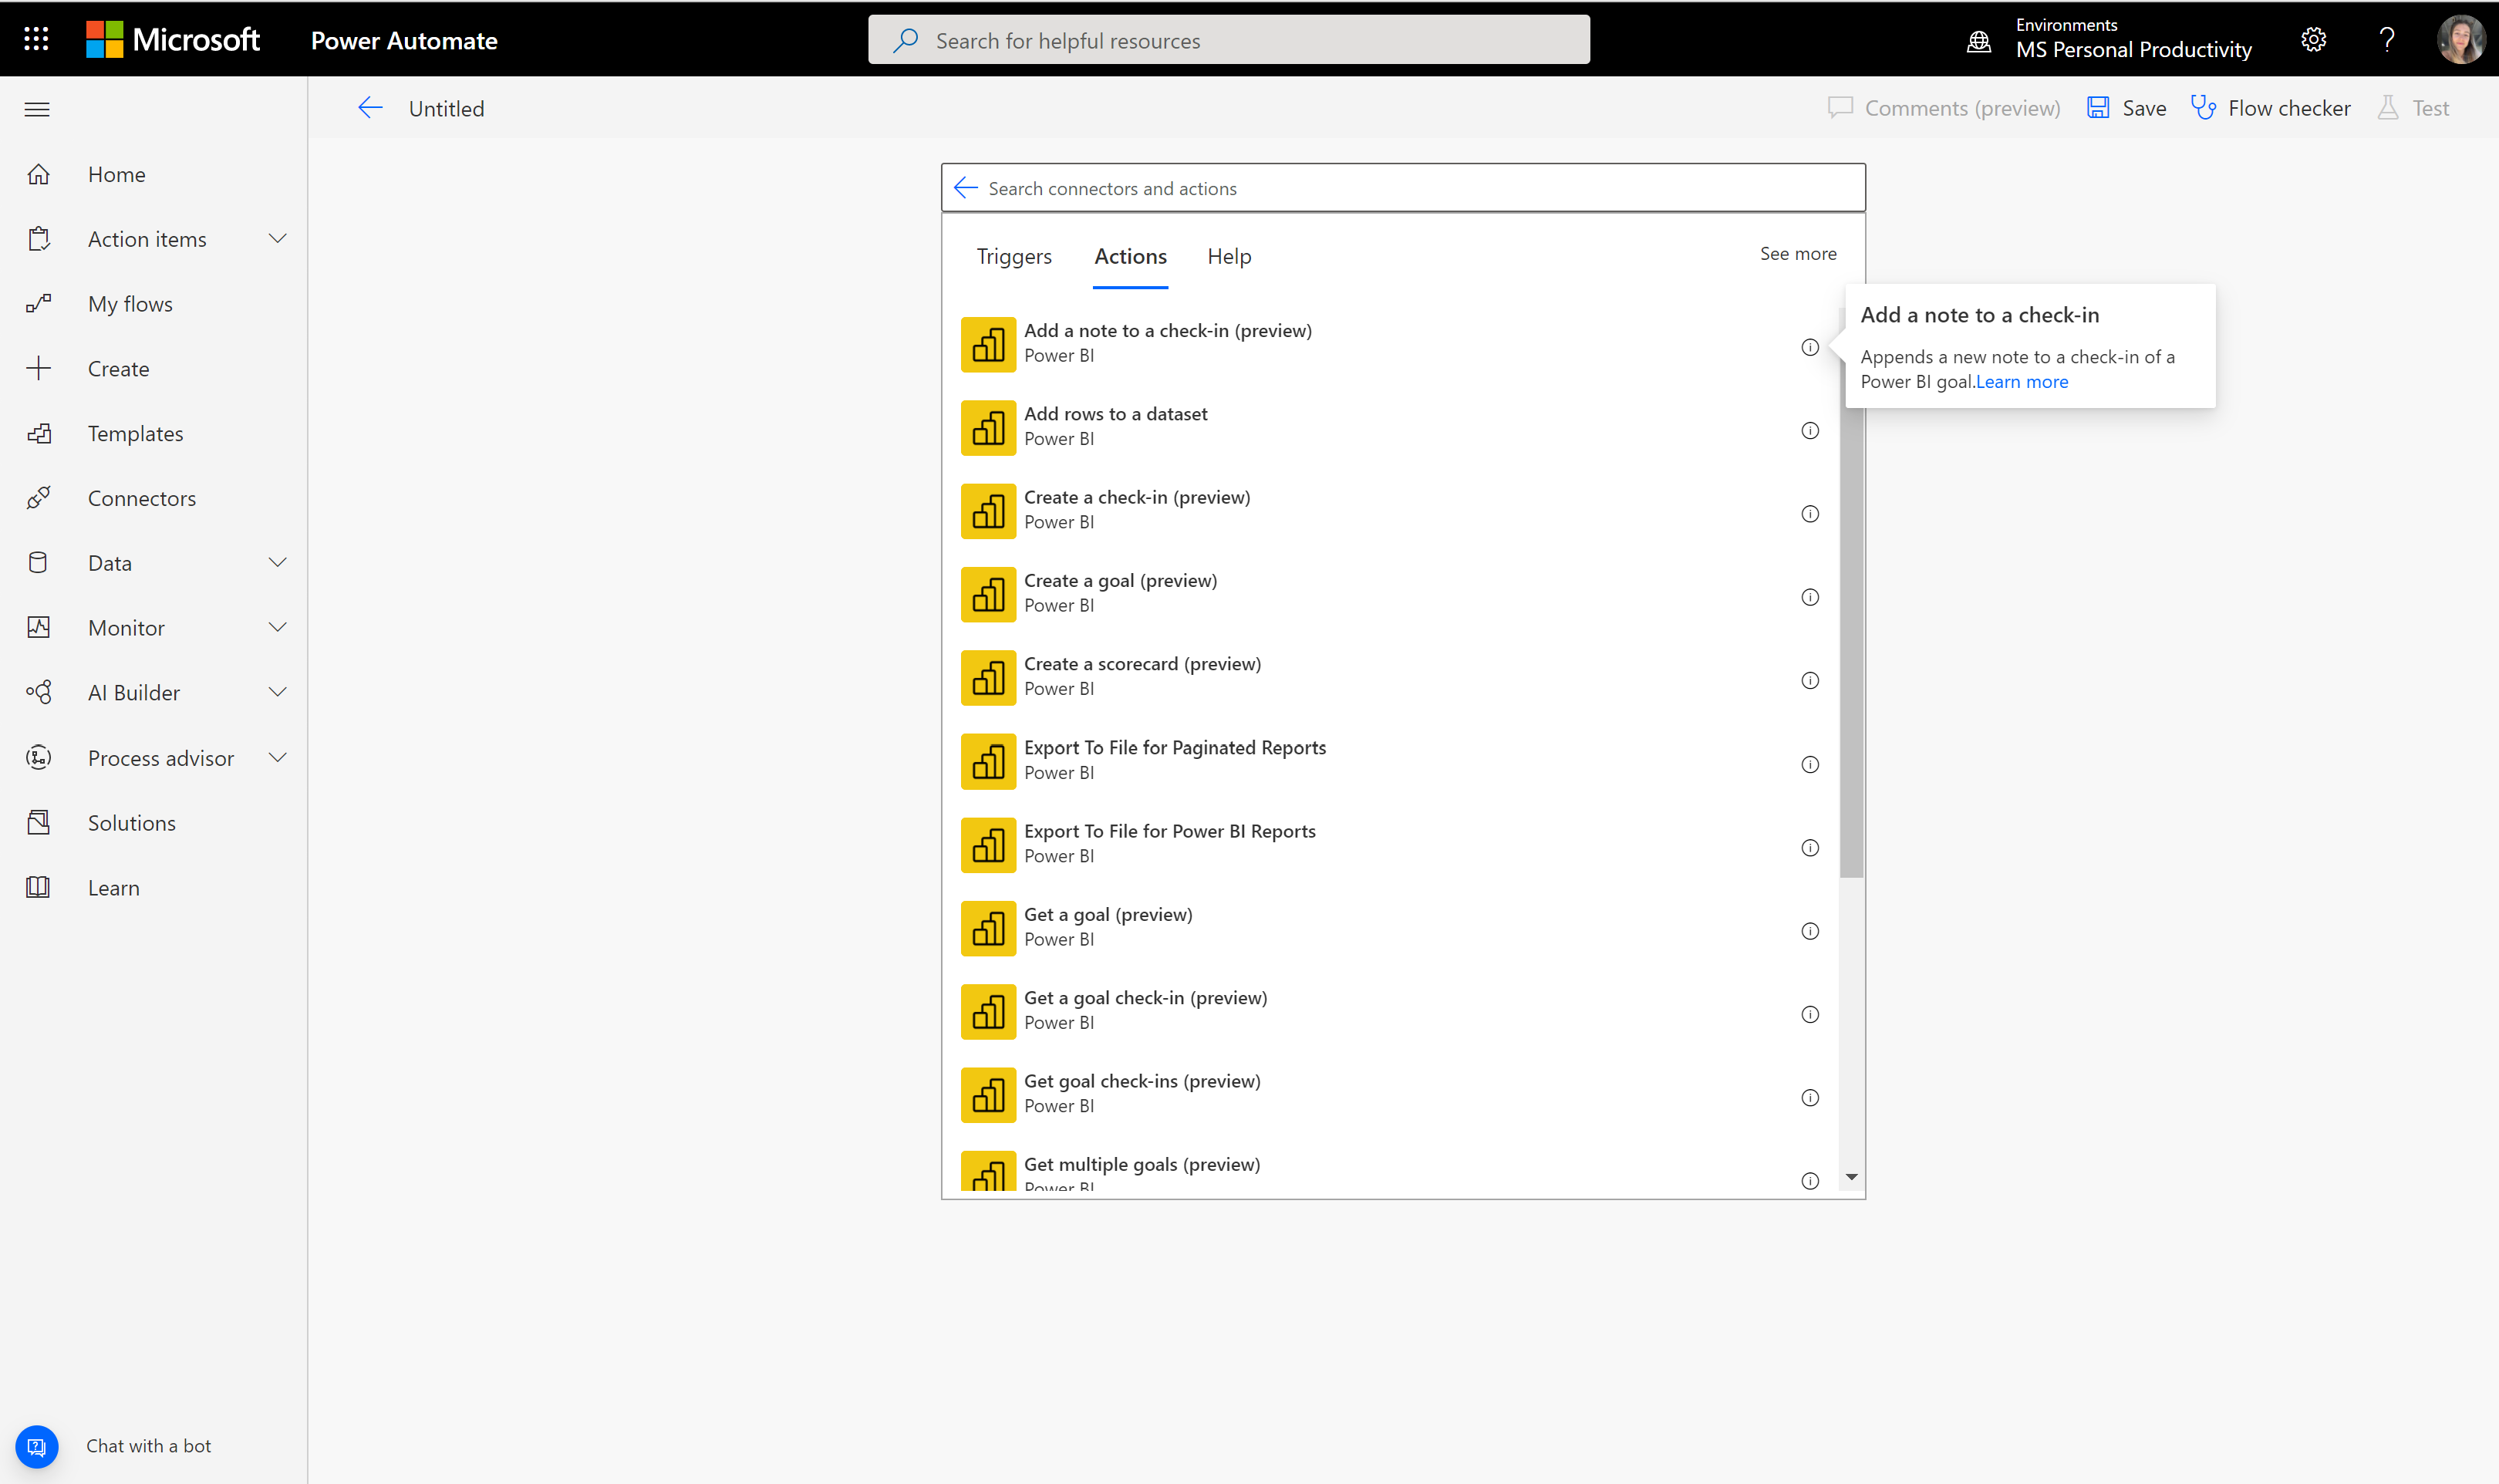 Microsoft
Power Automate
Search for helpful resources
Environments
MS Personal Productivity
Untitled
Comments (preview)
Save
Flow checker
Test
Home
Action items
My flows
Create
Templates
Connectors
Data
Monitor
AI Builder
Process advisor
Solutions
Learn
Chat with a bot
Search connectors and actions
Triggers
Actions
Help
See more
Add a note to a check-in (preview)
Power BI
Add rows to a dataset
Power BI
Create a check-in (preview)
Power BI
Create a goal (preview)
Power BI
Create a scorecard (preview)
Power BI
Export To File for Paginated Reports
Power BI
Export To File for Power BI Reports
Power BI
Get a goal (preview)
Power BI
Get a goal check-in (preview)
Power BI
Get goal check-ins (preview)
Power BI
Get multiple goals (preview)
Power BI
Add a note to a check-in
Appends a new note to a check-in of a
Power BI goal.Learn more